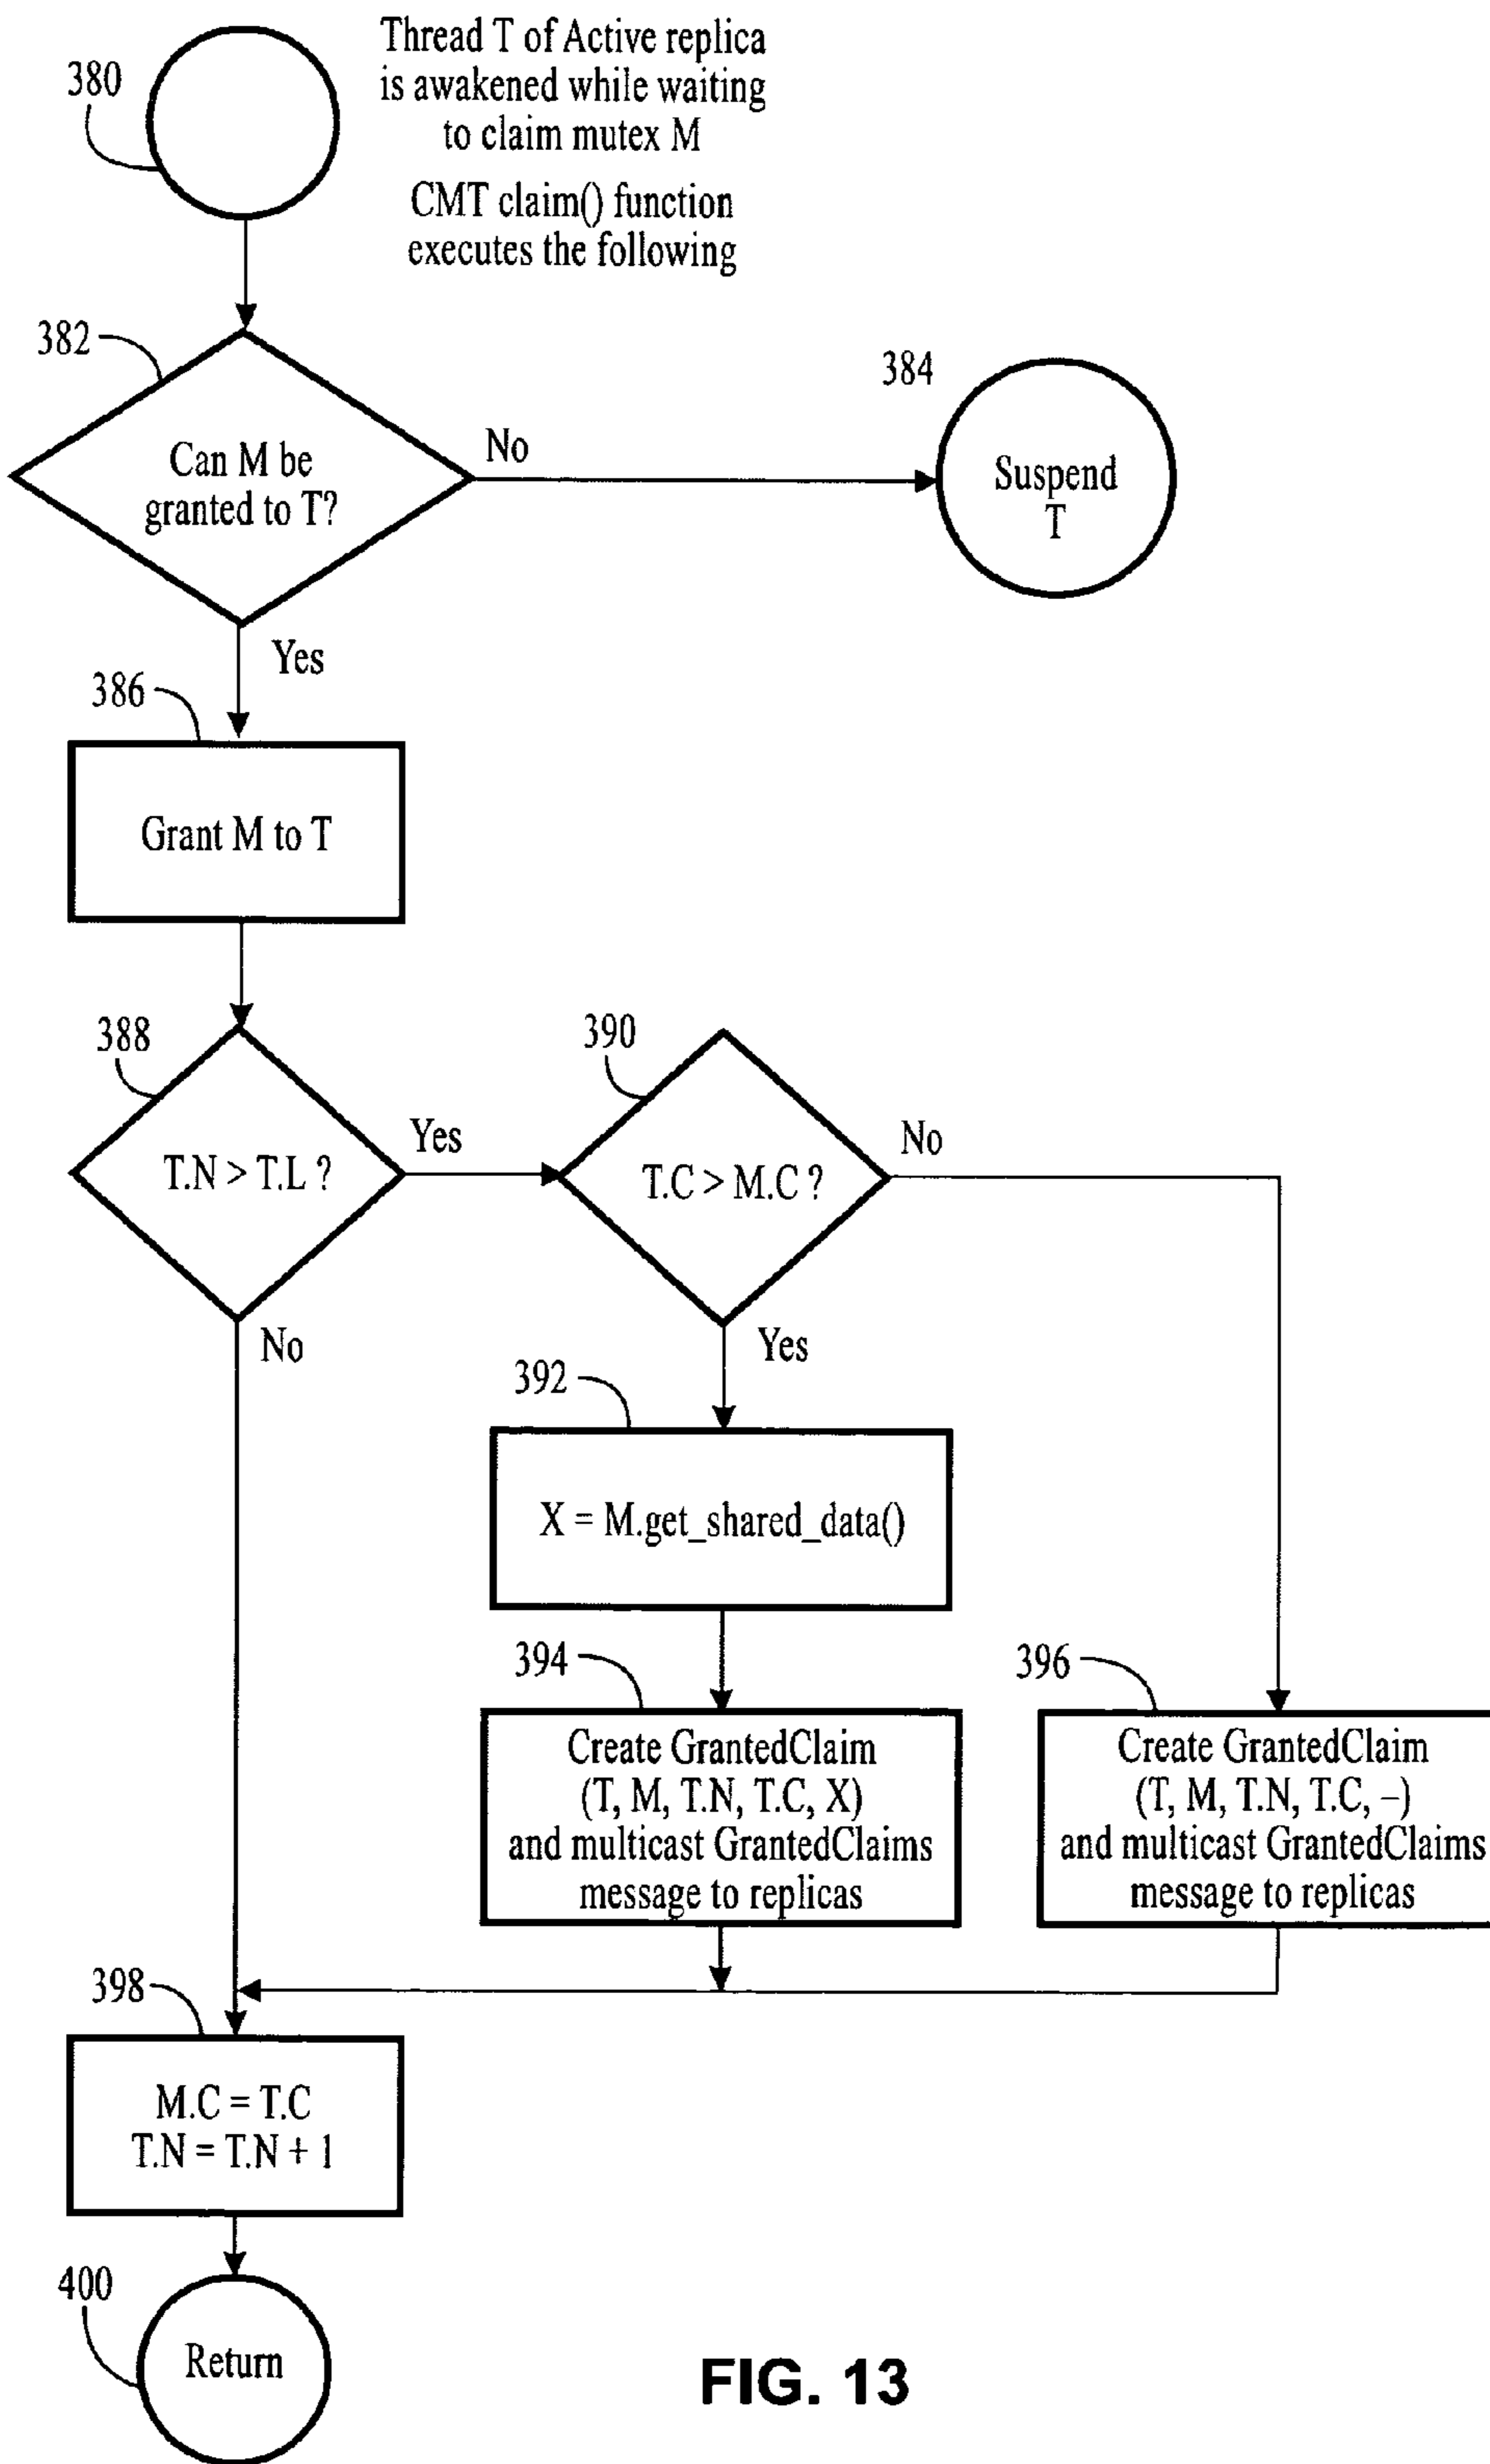 380
Thread T of Active replica
is awakened while waiting
to claim mutex M
CMT claim() function
executes the following
382
Can M be
granted to T?
No
384
Suspend
T
Yes
386
Grant M to T
388
T.N > T.L ?
Yes
390
T.C > M.C ?
No
No
Yes
392
X = M.get_shared_data()
394
Create GrantedClaim
(T, M, T.N, T.C, X)
and multicast GrantedClaims
message to replicas
396
Create GrantedClaim
(T, M, T.N, T.C, –)
and multicast GrantedClaims
message to replicas
398
M.C = T.C
T.N = T.N + 1
400
Return
FIG. 13